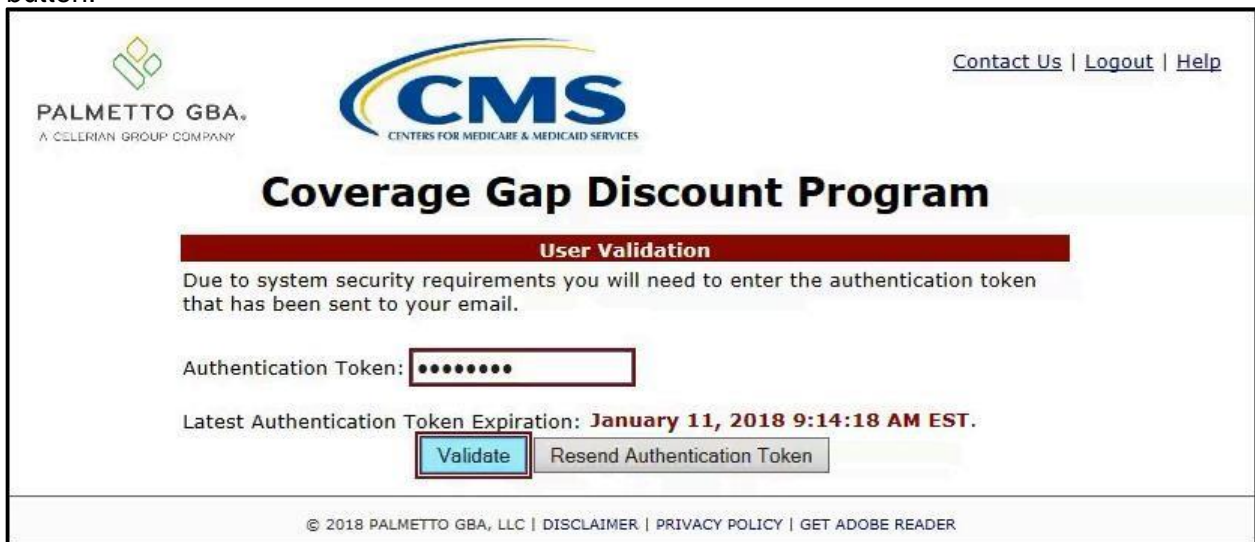 button.
PALMETTO GBA®
A CELERIAN GROUP COMPANY
CMS
CENTERS FOR MEDICARE & MEDICAID SERVICES
Contact Us | Logout | Help
Coverage Gap Discount Program
User Validation
Due to system security requirements you will need to enter the authentication token
that has been sent to your email.
Authentication Token: ••••••••
Latest Authentication Token Expiration: January 11, 2018 9:14:18 AM EST.
Validate Resend Authentication Token
© 2018 PALMETTO GBA, LLC | DISCLAIMER | PRIVACY POLICY | GET ADOBE READER